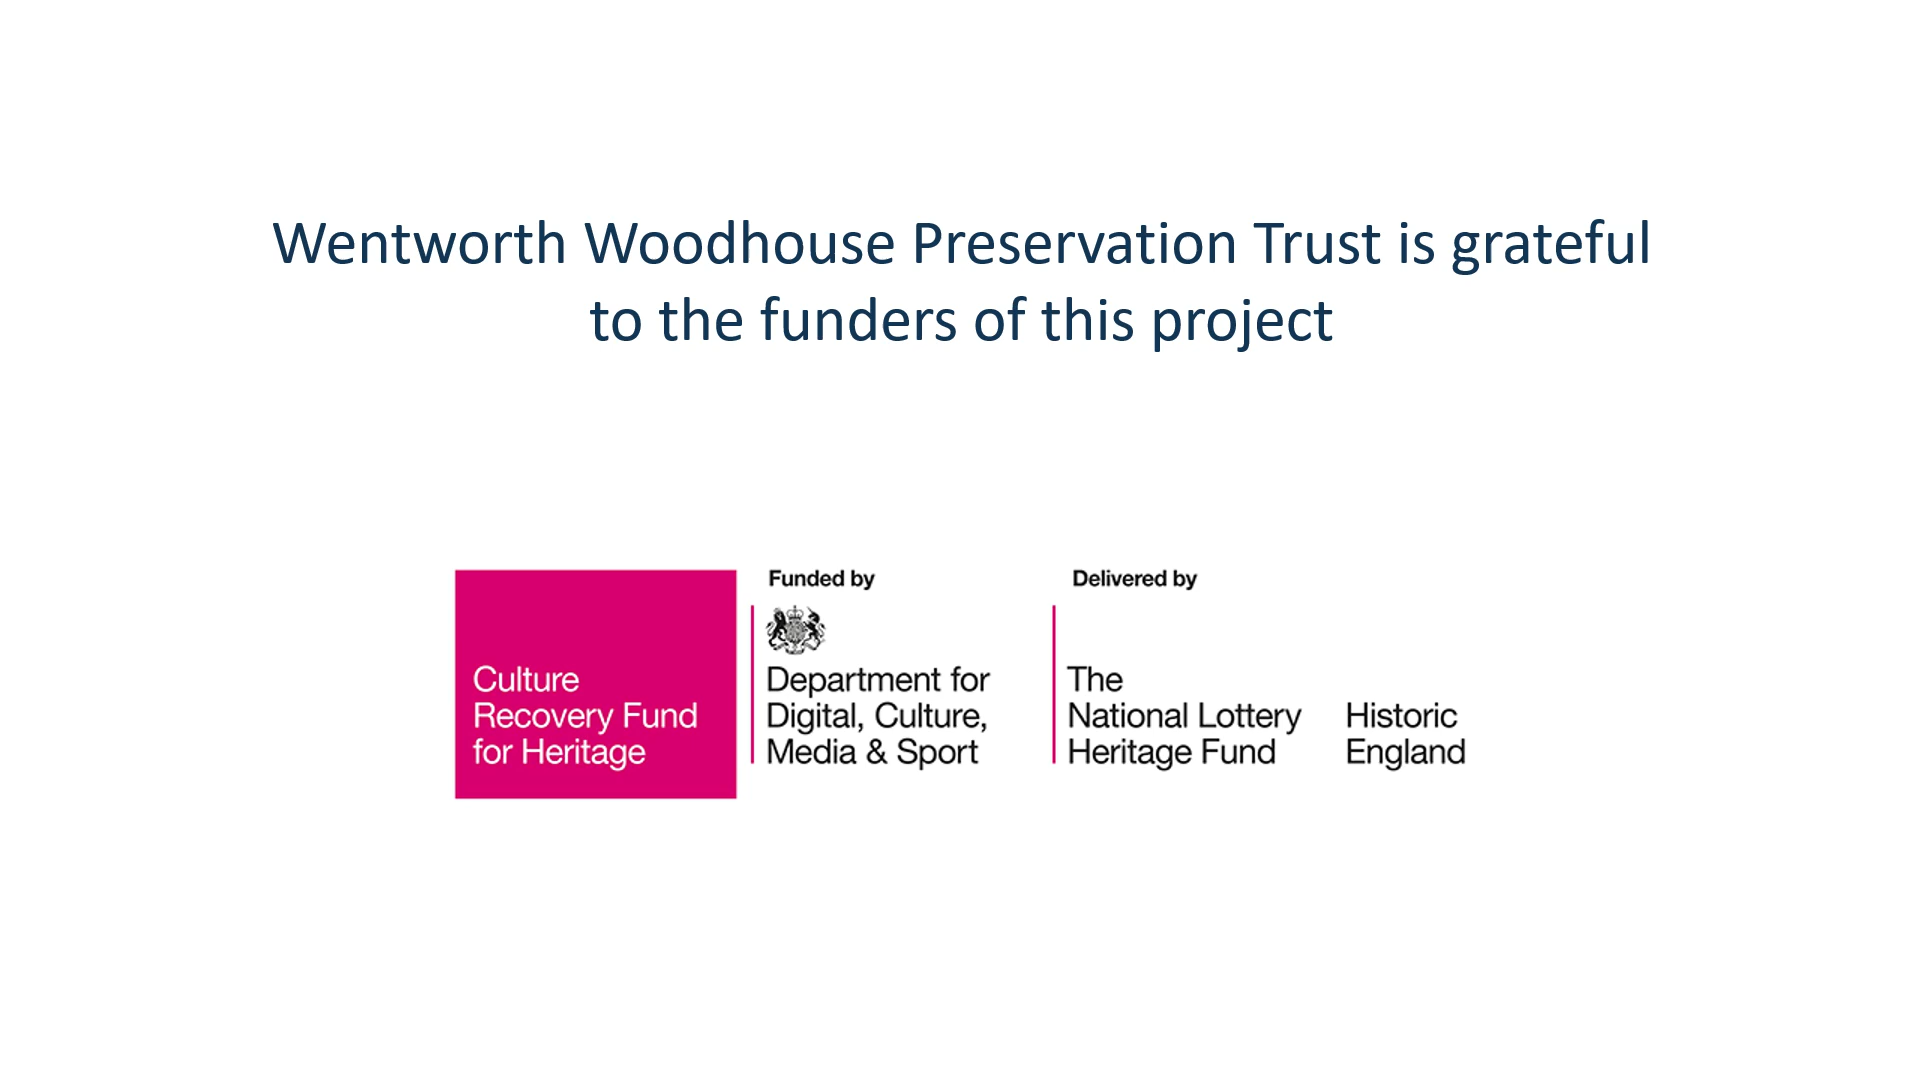 Wentworth Woodhouse Preservation Trust is grateful
to the funders of this project
Culture
Recovery Fund
for Heritage
Funded by
Department for
Digital, Culture,
Media & Sport
Delivered by
The
National Lottery
Heritage Fund
Historic
England